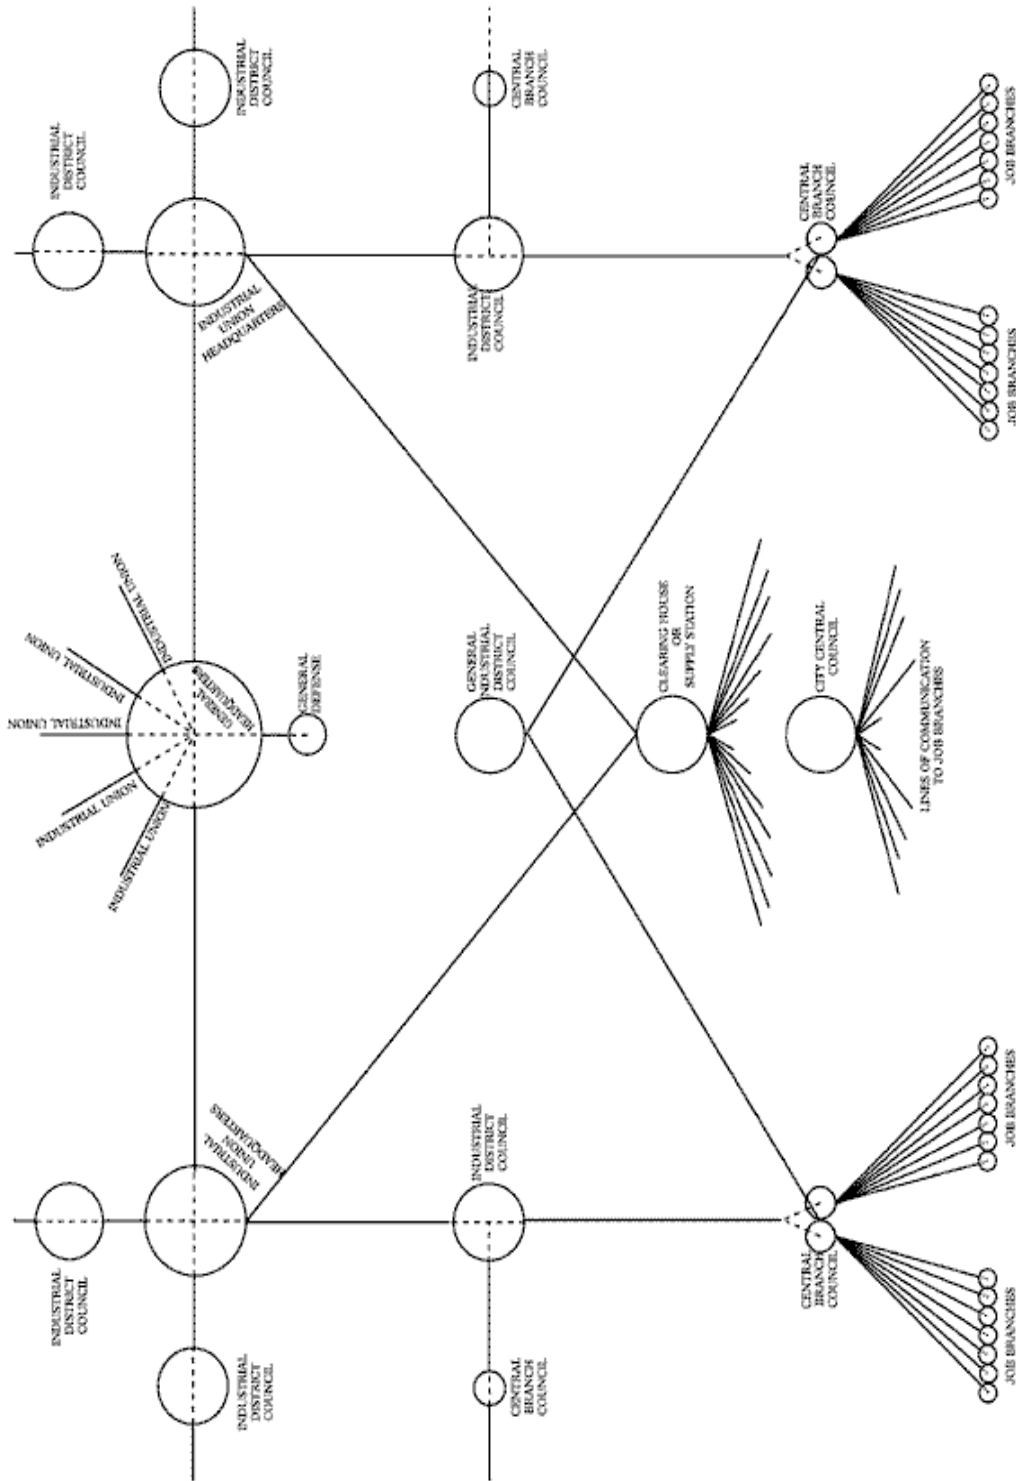 INDUSTRIAL
DISTRICT
COUNCIL
INDUSTRIAL UNION
INDUSTRIAL UNION
INDUSTRIAL UNION
INDUSTRIAL UNION
INDUSTRIAL UNION
INDUSTRIAL
DISTRICT
COUNCIL
INDUSTRIAL
UNION
HEADQUARTERS
GENERAL
HEADQUARTERS
INDUSTRIAL
UNION
HEADQUARTERS
INDUSTRIAL
DISTRICT
COUNCIL
GENERAL
DEFENSE
INDUSTRIAL
DISTRICT
COUNCIL
INDUSTRIAL
DISTRICT
COUNCIL
GENERAL
INDUSTRIAL
DISTRICT
COUNCIL
INDUSTRIAL
DISTRICT
COUNCIL
CENTRAL
BRANCH
COUNCIL
CENTRAL
BRANCH
COUNCIL
CLEARING HOUSE
OR
SUPPLY STATION
CENTRAL
BRANCH
COUNCIL
CITY CENTRAL
COUNCIL
CENTRAL
BRANCH
COUNCIL
LINES OF COMMUNICATION
TO JOB BRANCHES
JOB BRANCHES
JOB BRANCHES
JOB BRANCHES
JOB BRANCHES